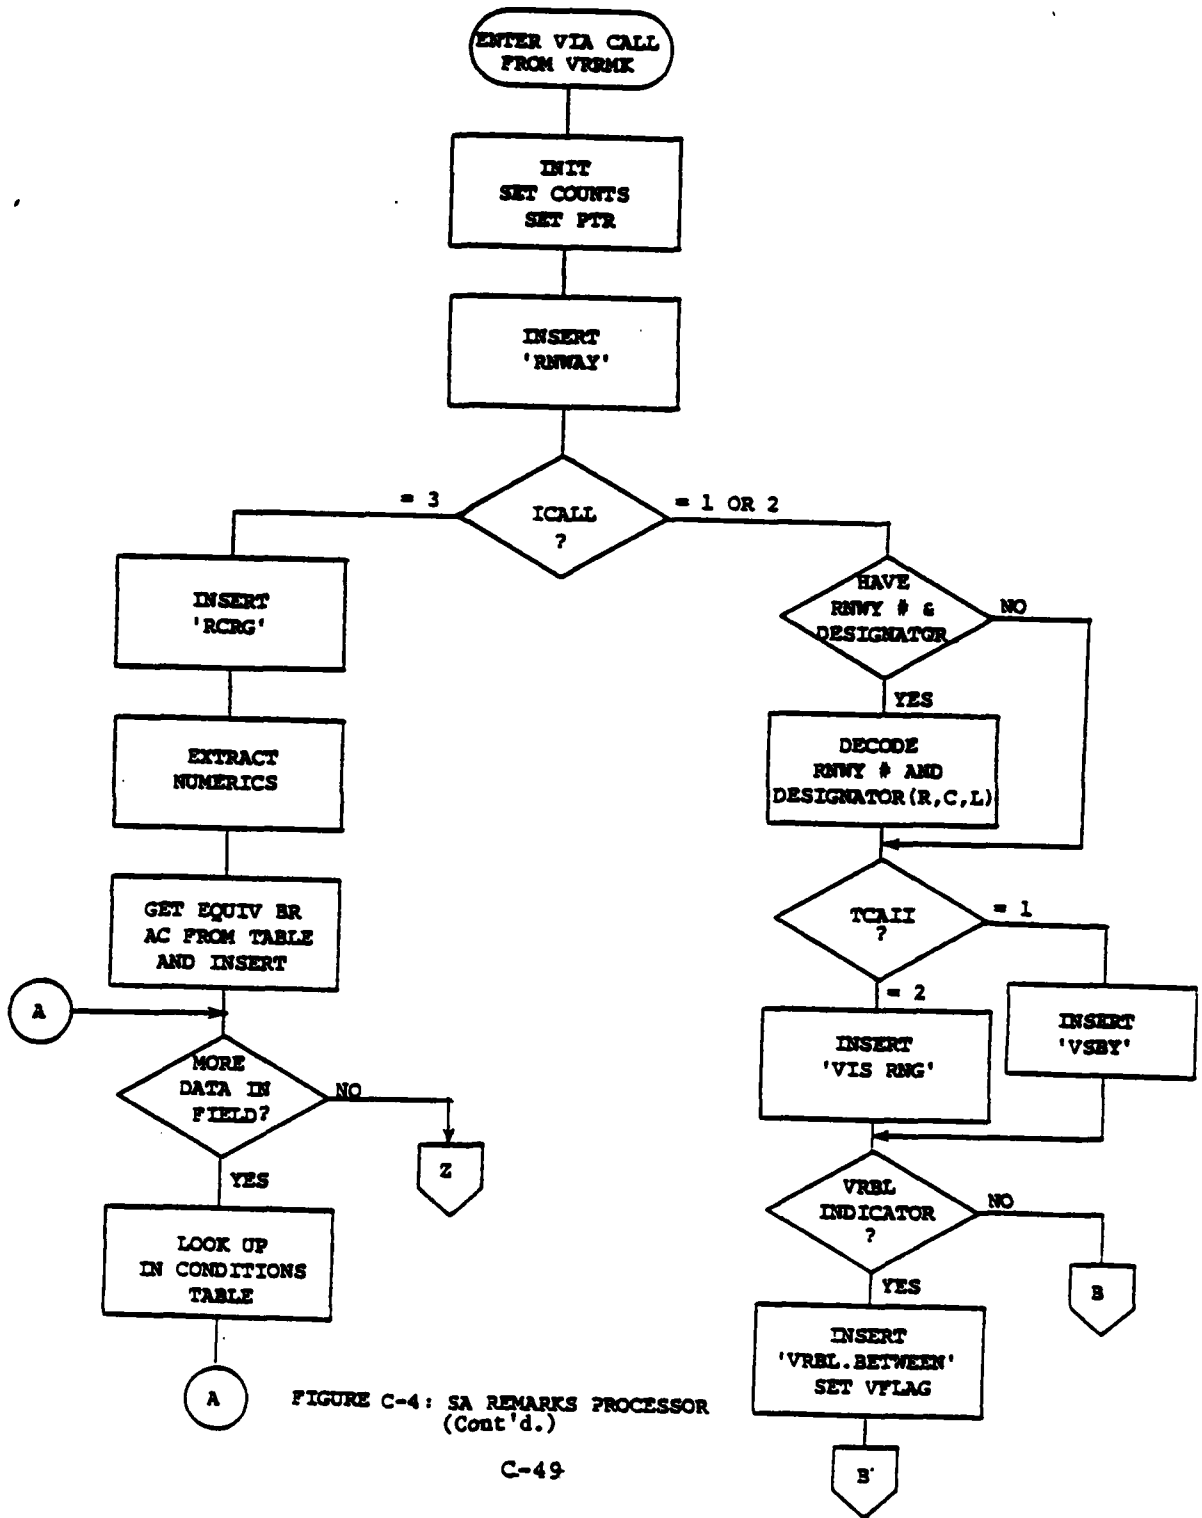 ENTER VIA CALL
FROM VRRMK
INIT
SET COUNTS
SET PTR
INSERT
'RNWAY'
ICALL
?
= 3
= 1 OR 2
INSERT
'RCRG'
EXTRACT
NUMERICS
GET EQUIV BR
AC FROM TABLE
AND INSERT
A
MORE
DATA IN
FIELD?
NO
Z
YES
LOOK UP
IN CONDITIONS
TABLE
A
HAVE
RNWY # &
DESIGNATOR
NO
YES
DECODE
RNWY # AND
DESIGNATOR(R,C,L)
?
= 1
= 2
INSERT
'VIS RNG'
INSERT
'VSBY'
VRBL
INDICATOR
?
NO
B
YES
INSERT
'VRBL.BETWEEN'
SET VFLAG
B
FIGURE C-4: SA REMARKS PROCESSOR
(Cont'd.)
C-49